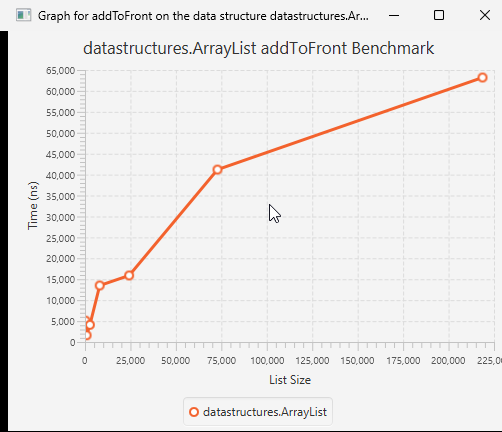 Graph for addToFront on the data structure datastructures.Ar...
datastructures.ArrayList addToFront Benchmark
65,000
60,000
55,000
50,000
45,000
40,000
35,000
30,000
25,000
20,000
15,000
10,000
5,000
0
Time (ns)
0 25,000 50,000 75,000 100,000 125,000 150,000 175,000 200,000 225,0
List Size
datastructures.ArrayList